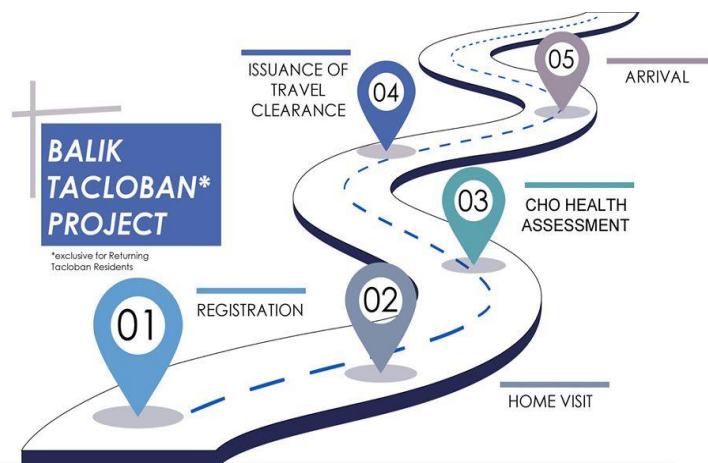 BALIK
TACLOBAN*
PROJECT
*exclusive for Returning
Tacloban Residents
01
REGISTRATION
02
HOME VISIT
03
CHO HEALTH
ASSESSMENT
04
ISSUANCE OF
TRAVEL
CLEARANCE
05
ARRIVAL